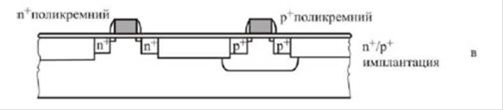 n⁺поликремний
p⁺поликремний
n⁺ n⁺ p⁺ p⁺
n⁺/p⁺
имплантация
в